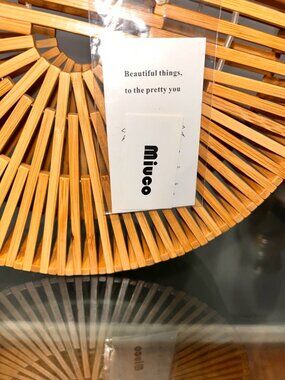 Beautiful things,
to the pretty you
miuco